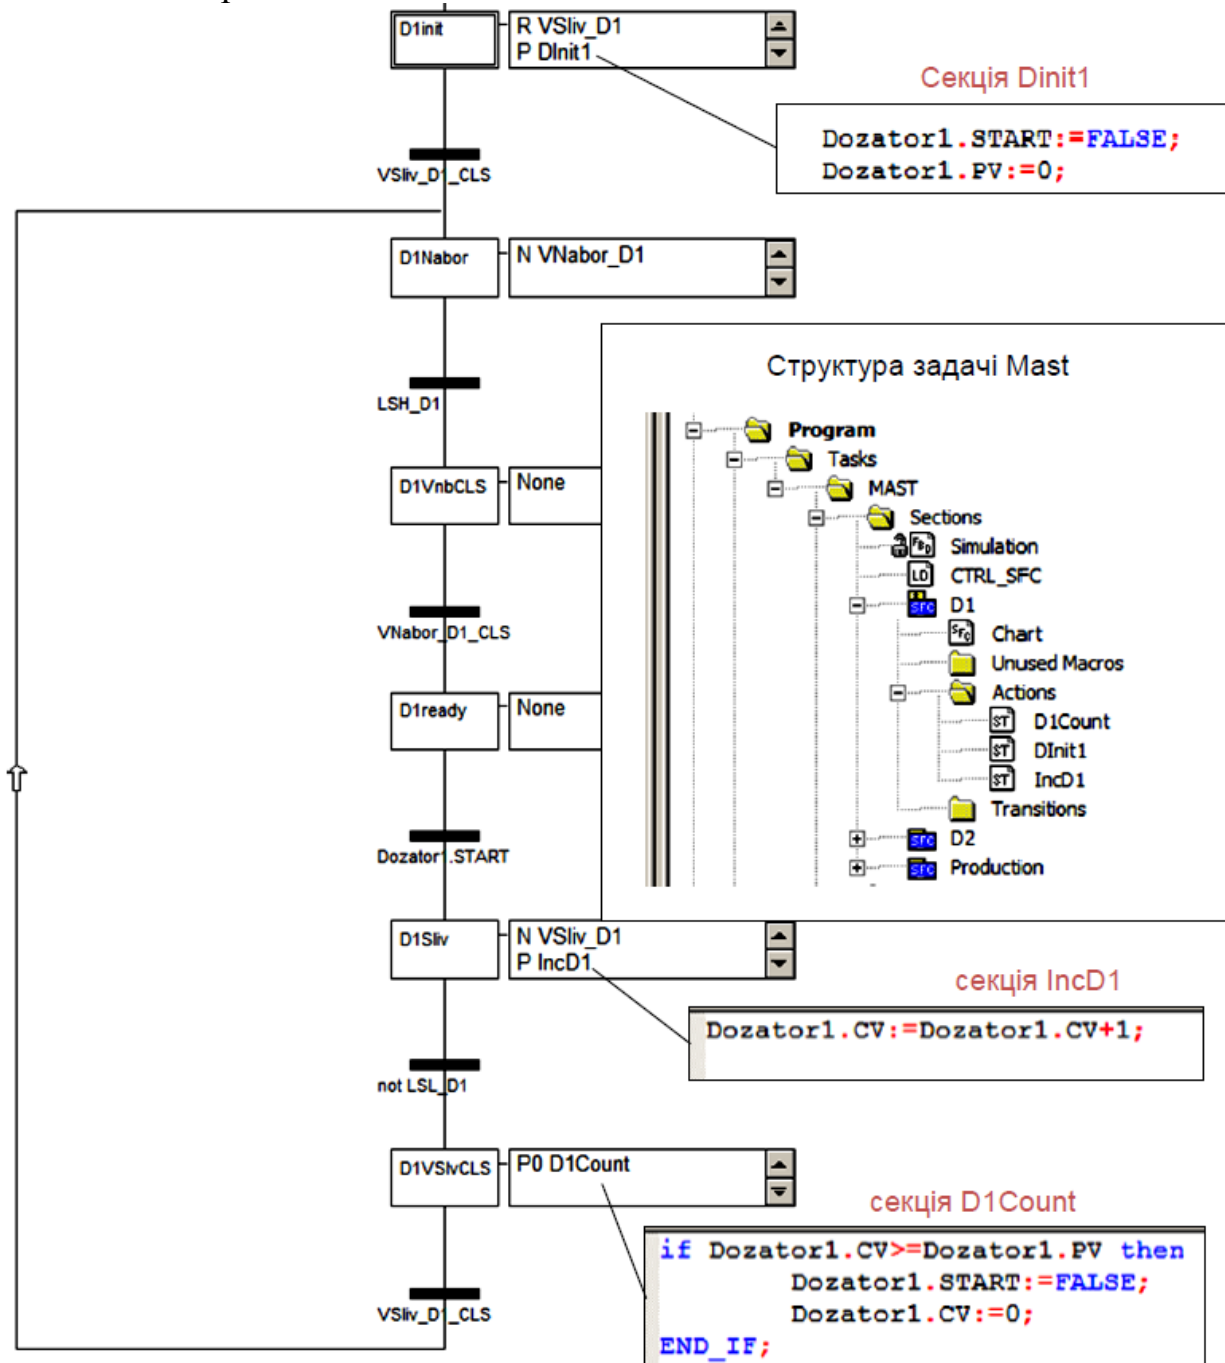 D1init
R VSliv_D1
P DInit1
Секція Dinit1
Dozator1.START:=FALSE;
Dozator1.PV:=0;
VSliv_D1_CLS
D1Nabor
N VNabor_D1
Структура задачі Mast
LSH_D1
Program
Tasks
D1VnbCLS
None
MAST
Sections
Simulation
CTRL_SFC
D1
VNabor_D1_CLS
Chart
Unused Macros
Actions
D1ready
None
D1Count
DInit1
IncD1
Transitions
Dozator1.START
D2
Production
D1Sliv
N VSliv_D1
P IncD1
секція IncD1
Dozator1.CV:=Dozator1.CV+1;
not LSL_D1
D1VSlvCLS
P0 D1Count
секція D1Count
if Dozator1.CV>=Dozator1.PV then
Dozator1.START:=FALSE;
Dozator1.CV:=0;
END_IF;
VSliv_D1_CLS